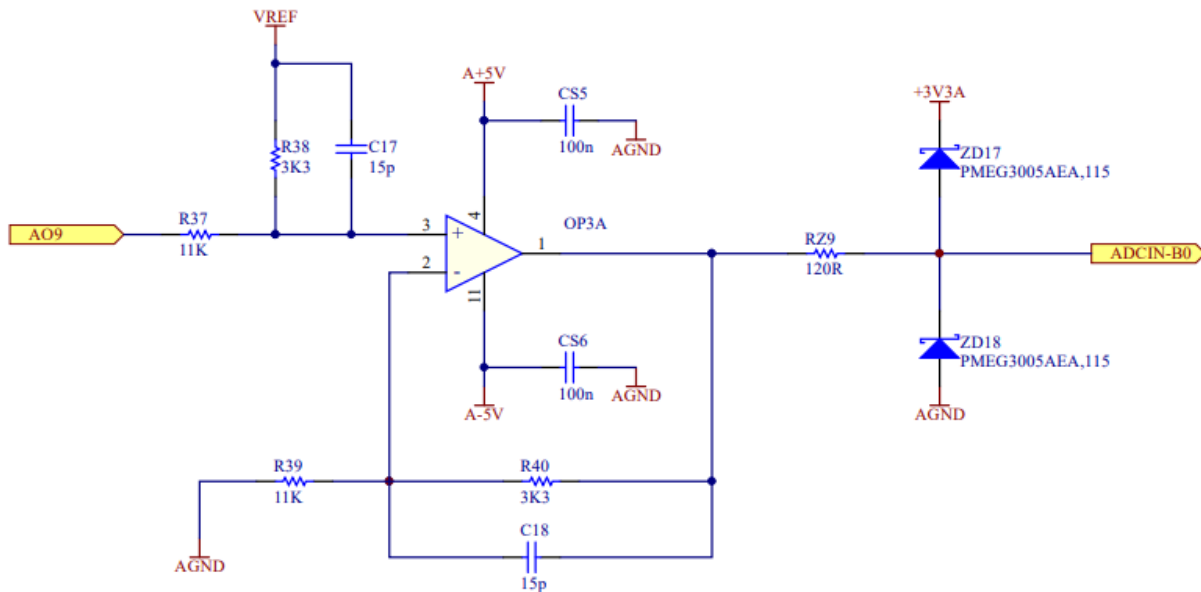 VREF
A+5V
CS5
100n
AGND
+3V3A
R38
3K3
C17
15p
ZD17
PMEG3005AEA,115
4
AO9
R37
11K
3
+
2
-
OP3A
1
RZ9
120R
ADCIN-B0
11
CS6
100n
AGND
A-5V
ZD18
PMEG3005AEA,115
AGND
R39
11K
R40
3K3
C18
15p
AGND